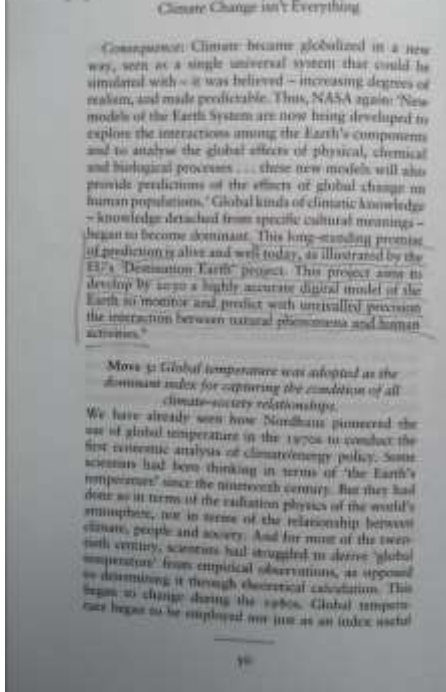 Climate Change isn't Everything
Consequence: Climate became globalized in a new
way, seen as a single universal system that could be
simulated with – it was believed – increasing degrees of
realism, and made predictable. Thus, NASA again: 'New
models of the Earth System are now being developed to
explore the interactions among the Earth's components
and to analyse the global effects of physical, chemical
and biological processes . . . these new models will also
provide predictions of the effects of global change on
human populations.' Global kinds of climatic knowledge
– knowledge detached from specific cultural meanings –
began to become dominant. This long-standing promise
of prediction is alive and well today, as illustrated by the
EU's 'Destination Earth' project. This project aims to
develop by 2030 a highly accurate digital model of the
Earth to 'monitor and predict with unrivalled precision
the interaction between natural phenomena and human
activities.'
Move 3: Global temperature was adopted as the
dominant index for capturing the condition of all
climate-society relationships.
We have already seen how Nordhaus pioneered the
use of global temperature in the 1970s to conduct the
first economic analysis of climate/energy policy. Some
scientists had been thinking in terms of 'the Earth's
temperature' since the nineteenth century. But they had
done so in terms of the radiation physics of the world's
atmosphere, not in terms of the relationship between
climate, people and society. And for most of the twen-
tieth century, scientists had struggled to derive 'global
temperature' from empirical observations, as opposed
to determining it through theoretical calculation. This
began to change during the 1980s. Global tempera-
ture began to be employed not just as an index useful